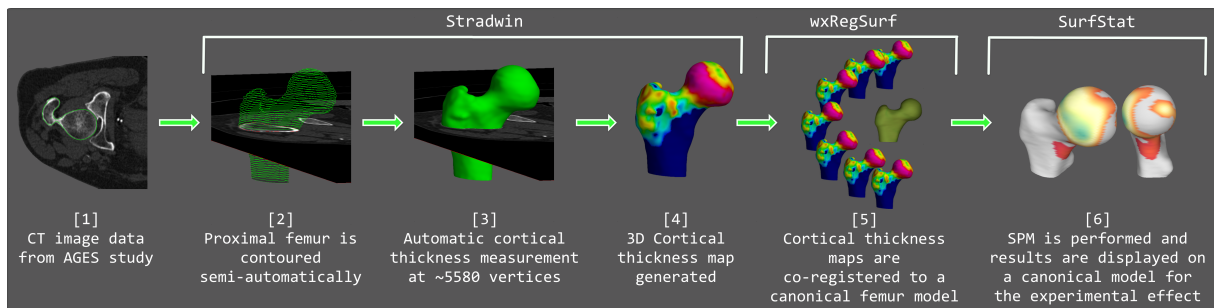 Stradwin
wxRegSurf
SurfStat
[1]
CT image data
from AGES study
[2]
Proximal femur is
contoured
semi-automatically
[3]
Automatic cortical
thickness measurement
at ~5580 vertices
[4]
3D Cortical
thickness map
generated
[5]
Cortical thickness
maps are
co-registered to a
canonical femur model
[6]
SPM is performed and
results are displayed on
a canonical model for
the experimental effect